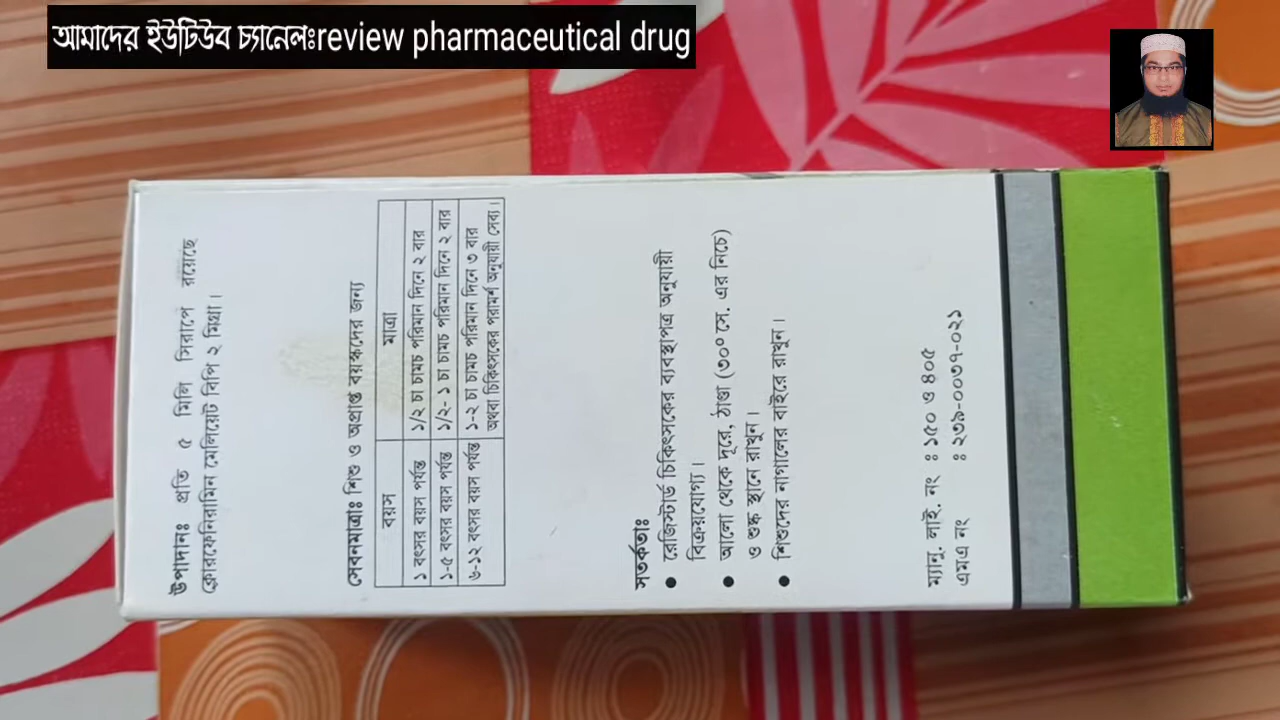 আমাদের ইউটিউব চ্যানেলঃreview pharmaceutical drug
উপাদানঃ প্রতি ৫ মিলি সিরাপে রয়েছে
ক্লোরফেনিরামিন মেলিয়েট বিপি ২ মিগ্রা।
সেবনমাত্রাঃ শিশু ও অপ্রাপ্ত বয়স্কদের জন্য
বয়স মাত্রা
১ বৎসর বয়স পর্যন্ত ১/২ চা চামচ পরিমান দিনে ২ বার
১-৫ বৎসর বয়স পর্যন্ত ১/২- ১ চা চামচ পরিমান দিনে ২ বার
৬-১২ বৎসর বয়স পর্যন্ত ১-২ চা চামচ পরিমান দিনে ৩ বার
অথবা চিকিৎসকের পরামর্শ অনুযায়ী সেব্য।
সতর্কতাঃ
● রেজিস্টার্ড চিকিৎসকের ব্যবস্থাপত্র অনুযায়ী
বিক্রয়যোগ্য।
● আলো থেকে দূরে, ঠাণ্ডা (৩০° সে. এর নিচে)
ও শুষ্ক স্থানে রাখুন।
● শিশুদের নাগালের বাইরে রাখুন।
ম্যানু. লাই. নং ঃ ১৫০ ও ৪০৫
এমএ নং ঃ ২৩৯-০০৩৭-০২১